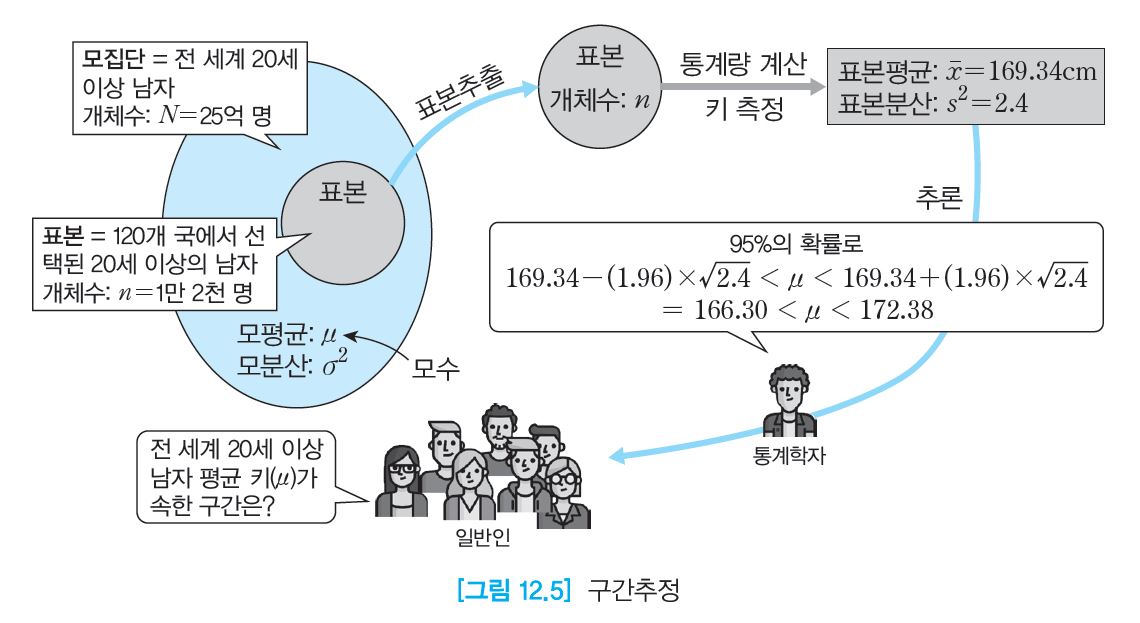 모집단 = 전 세계 20세
이상 남자
개체수: N=25억 명
표본추출
표본
개체수: n
통계량 계산
키 측정
표본평균: x̄=169.34cm
표본분산: s²=2.4
표본
표본 = 120개 국에서 선
택된 20세 이상의 남자
개체수: n=1만 2천 명
모평균: μ
모분산: σ²
모수
추론
95%의 확률로
169.34-(1.96)×√2.4 < μ < 169.34+(1.96)×√2.4
= 166.30 < μ < 172.38
통계학자
전 세계 20세 이상
남자 평균 키(μ)가
속한 구간은?
일반인
[그림 12.5] 구간추정